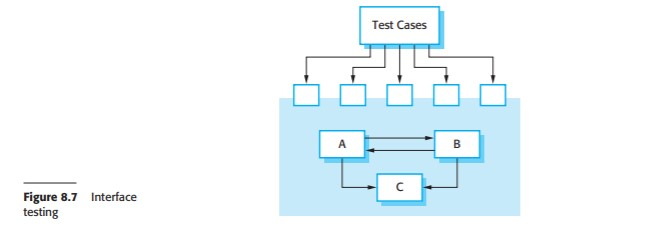 Test Cases
A
B
C
Figure 8.7 Interface
testing